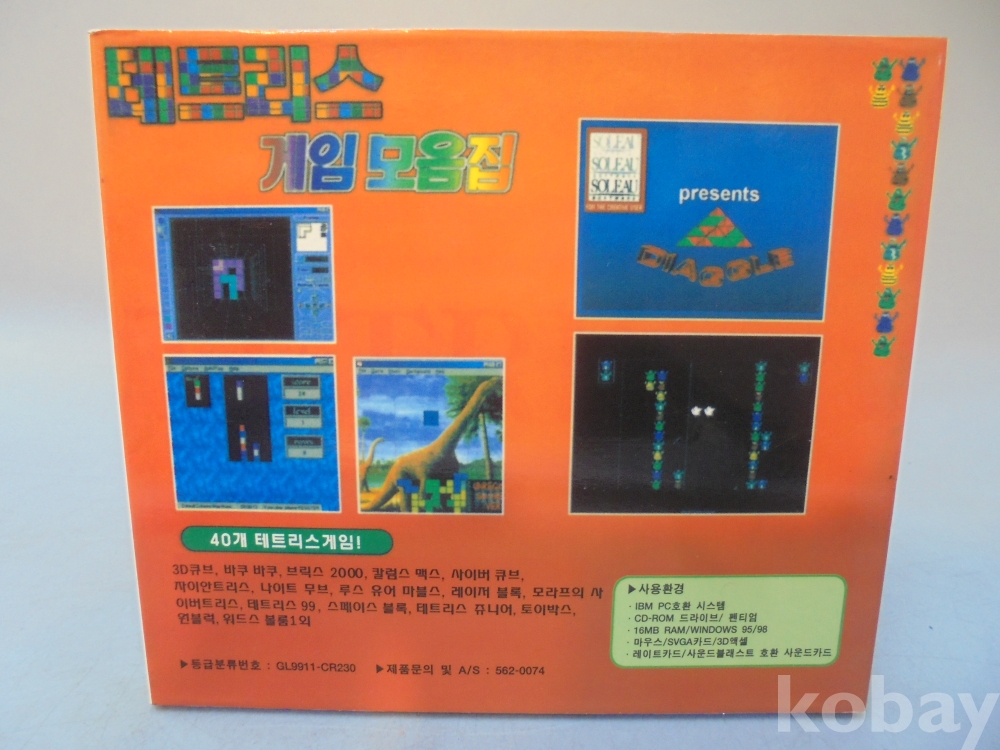 테트리스
게임 모음집
SOLEAU
SOLEAU
SOLEAU
SOFTWARE
presents
DIAGGLE
40개 테트리스게임!
3D큐브, 바쿠 바쿠, 브릭스 2000, 칼럼스 맥스, 사이버 큐브,
자이안트리스, 나이트 무브, 루스 유어 마블스, 레이저 블록, 모라프의 사
이버트리스, 테트리스 99, 스페이스 블록, 테트리스 쥬니어, 토이박스,
윈블럭, 워드스 볼륨1외
▶사용환경
· IBM PC호환 시스템
· CD-ROM 드라이브/ 펜티엄
· 16MB RAM/WINDOWS 95/98
· 마우스/SVGA카드/3D액셀
· 레이트카드/사운드블래스트 호환 사운드카드
▶등급분류번호 : GL9911-CR230 ▶제품문의 및 A/S : 562-0074
kobay